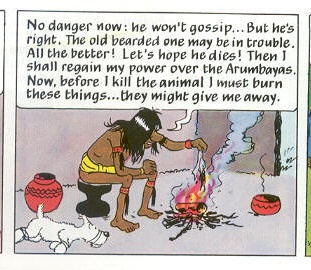 No danger now: he won't gossip... But he's
right. The old bearded one may be in trouble.
All the better! Let's hope he dies! Then I
shall regain my power over the Arumbayas.
Now, before I kill the animal I must burn
these things...they might give me away.